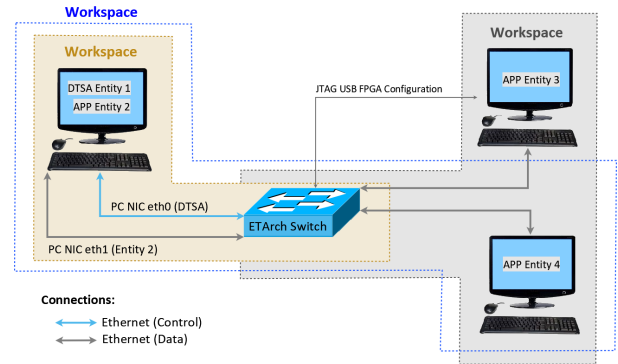 Workspace
Workspace
Workspace
DTSA Entity 1
APP Entity 2
APP Entity 3
JTAG USB FPGA Configuration
PC NIC eth0 (DTSA)
ETArch Switch
PC NIC eth1 (Entity 2)
APP Entity 4
Connections:
Ethernet (Control)
Ethernet (Data)